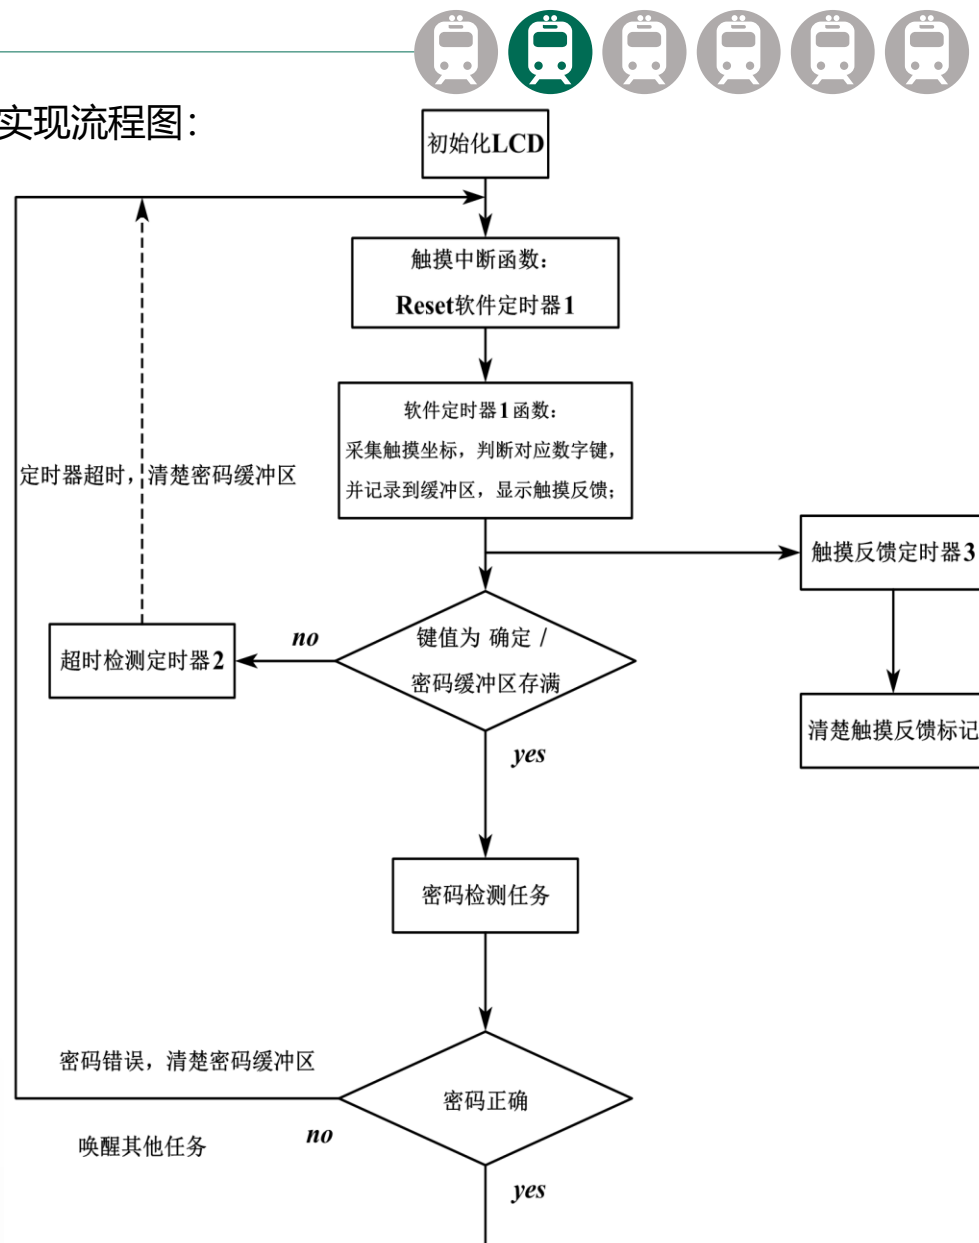 实现流程图：
初始化LCD
触摸中断函数：
Reset软件定时器1
软件定时器1函数：
采集触摸坐标，判断对应数字键，
并记录到缓冲区，显示触摸反馈；
定时器超时，清楚密码缓冲区
触摸反馈定时器3
no
键值为 确定 /
密码缓冲区存满
超时检测定时器2
清楚触摸反馈标记
yes
密码检测任务
密码错误，清楚密码缓冲区
密码正确
no
唤醒其他任务
yes